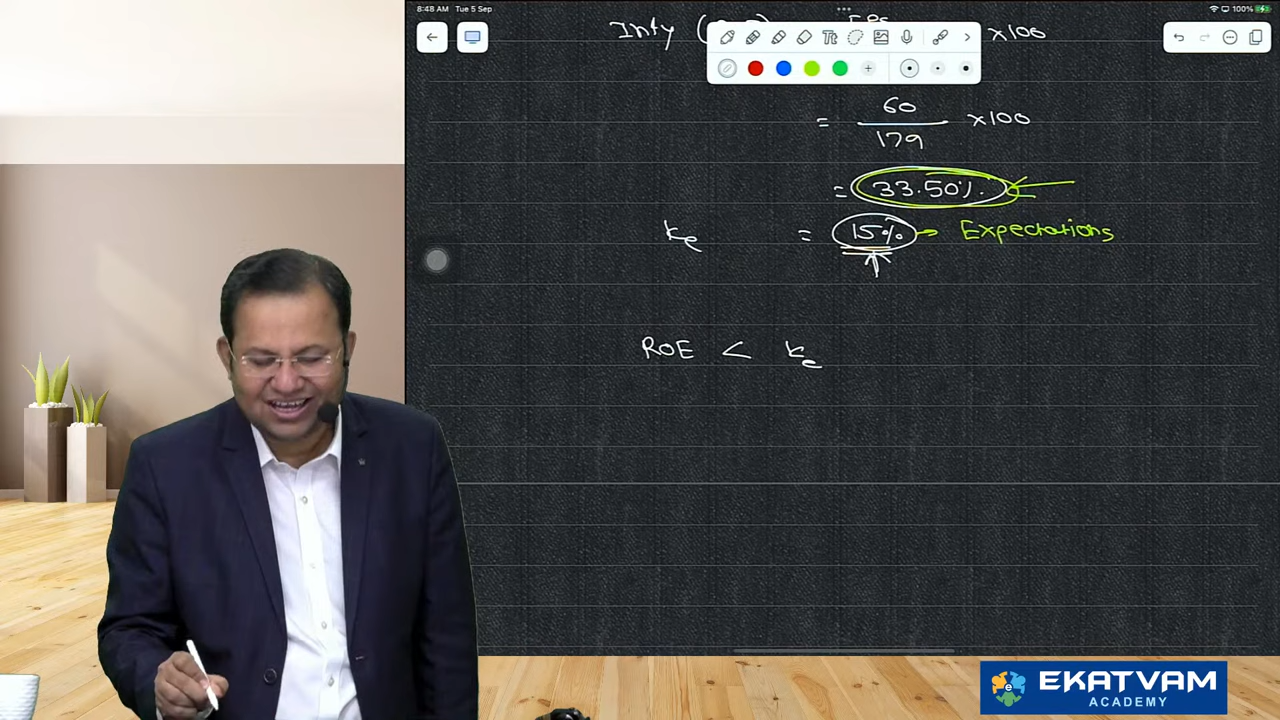 8:48 AM Tue 5 Sep
100%
Infy
x100
= 60 / 179 x100
= 33.50%.
ke = 15% → Expectations
ROE < ke
EKATVAM
ACADEMY